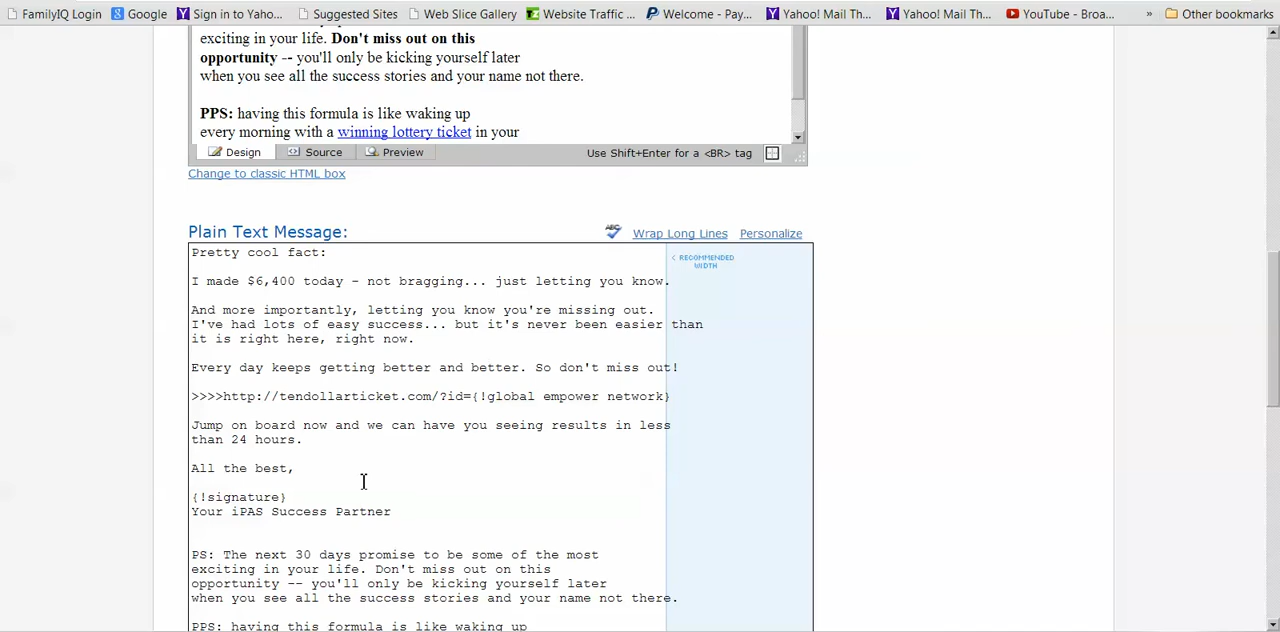 FamilyIQ Login Google Sign in to Yaho... Suggested Sites Web Slice Gallery Website Traffic ... Welcome - Pay... Yahoo! Mail Th... Yahoo! Mail Th... YouTube - Broa... » Other bookmarks
exciting in your life. Don't miss out on this
opportunity -- you'll only be kicking yourself later
when you see all the success stories and your name not there.
PPS: having this formula is like waking up
every morning with a winning lottery ticket in your
Design Source Preview Use Shift+Enter for a <BR> tag
Change to classic HTML box
Plain Text Message: ABC Wrap Long Lines Personalize
Pretty cool fact:
< RECOMMENDED
WIDTH
I made $6,400 today - not bragging... just letting you know.
And more importantly, letting you know you're missing out.
I've had lots of easy success... but it's never been easier than
it is right here, right now.
Every day keeps getting better and better. So don't miss out!
>>>>http://tendollarticket.com/?id={!global empower network}
Jump on board now and we can have you seeing results in less
than 24 hours.
All the best,
{!signature}
Your iPAS Success Partner
PS: The next 30 days promise to be some of the most
exciting in your life. Don't miss out on this
opportunity -- you'll only be kicking yourself later
when you see all the success stories and your name not there.
PPS: having this formula is like waking up